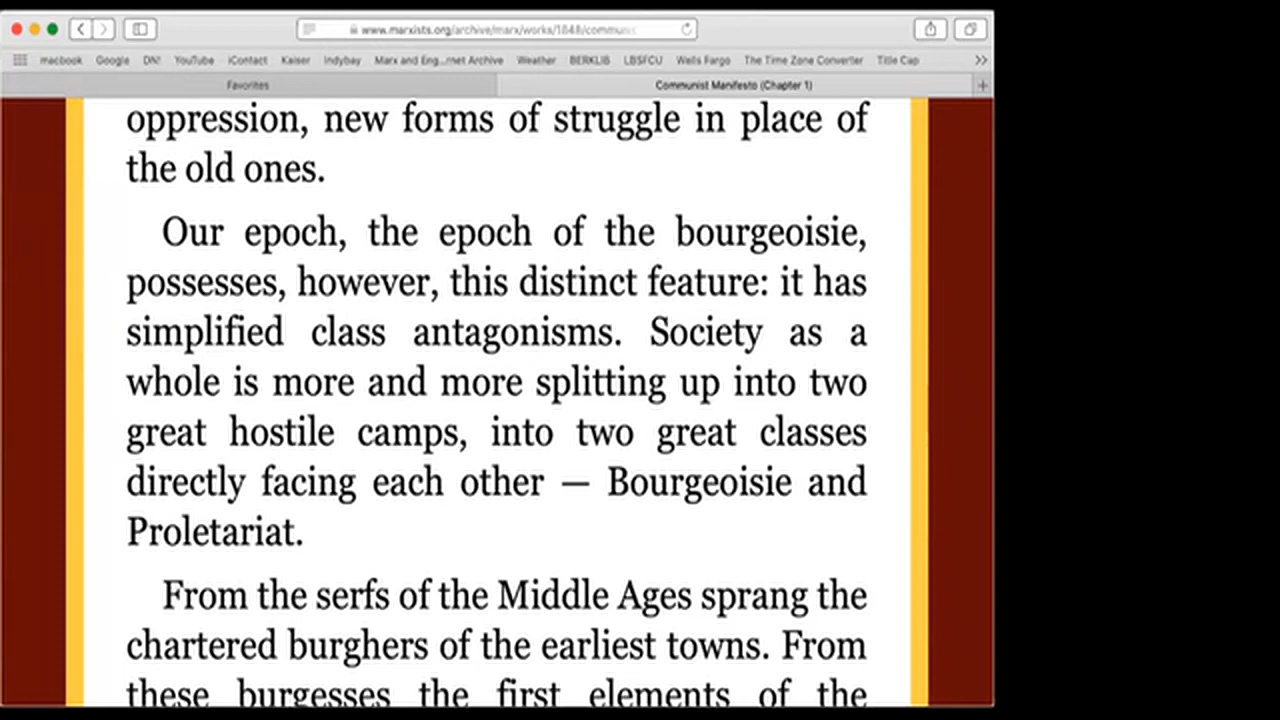 www.marxists.org/archive/marx/works/1848/commun
macbook Google DN! YouTube iContact Kaiser Indybay Marx and Eng...rnet Archive Weather BERKLIB LBSFCU Wells Fargo The Time Zone Converter Title Cap
Favorites Communist Manifesto (Chapter 1)
oppression, new forms of struggle in place of
the old ones.
Our epoch, the epoch of the bourgeoisie,
possesses, however, this distinct feature: it has
simplified class antagonisms. Society as a
whole is more and more splitting up into two
great hostile camps, into two great classes
directly facing each other — Bourgeoisie and
Proletariat.
From the serfs of the Middle Ages sprang the
chartered burghers of the earliest towns. From
these burgesses the first elements of the